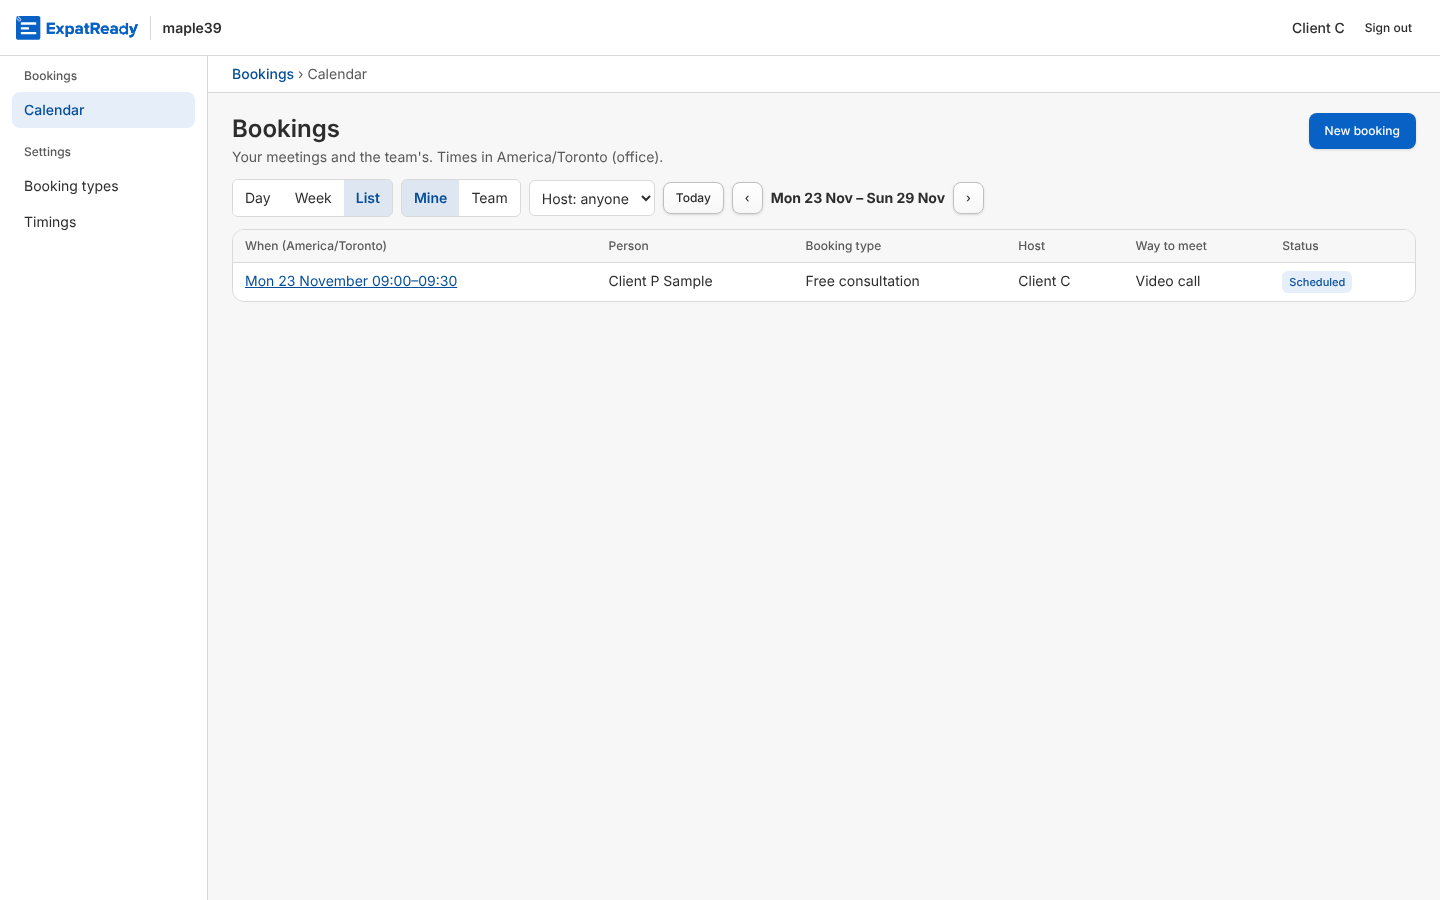 ExpatReady maple39 Client C Sign out
Bookings
Calendar
Settings
Booking types
Timings
Bookings › Calendar
Bookings
New booking
Your meetings and the team's. Times in America/Toronto (office).
Day Week List Mine Team Host: anyone Today ‹ Mon 23 Nov – Sun 29 Nov ›
When (America/Toronto) Person Booking type Host Way to meet Status
Mon 23 November 09:00–09:30 Client P Sample Free consultation Client C Video call Scheduled